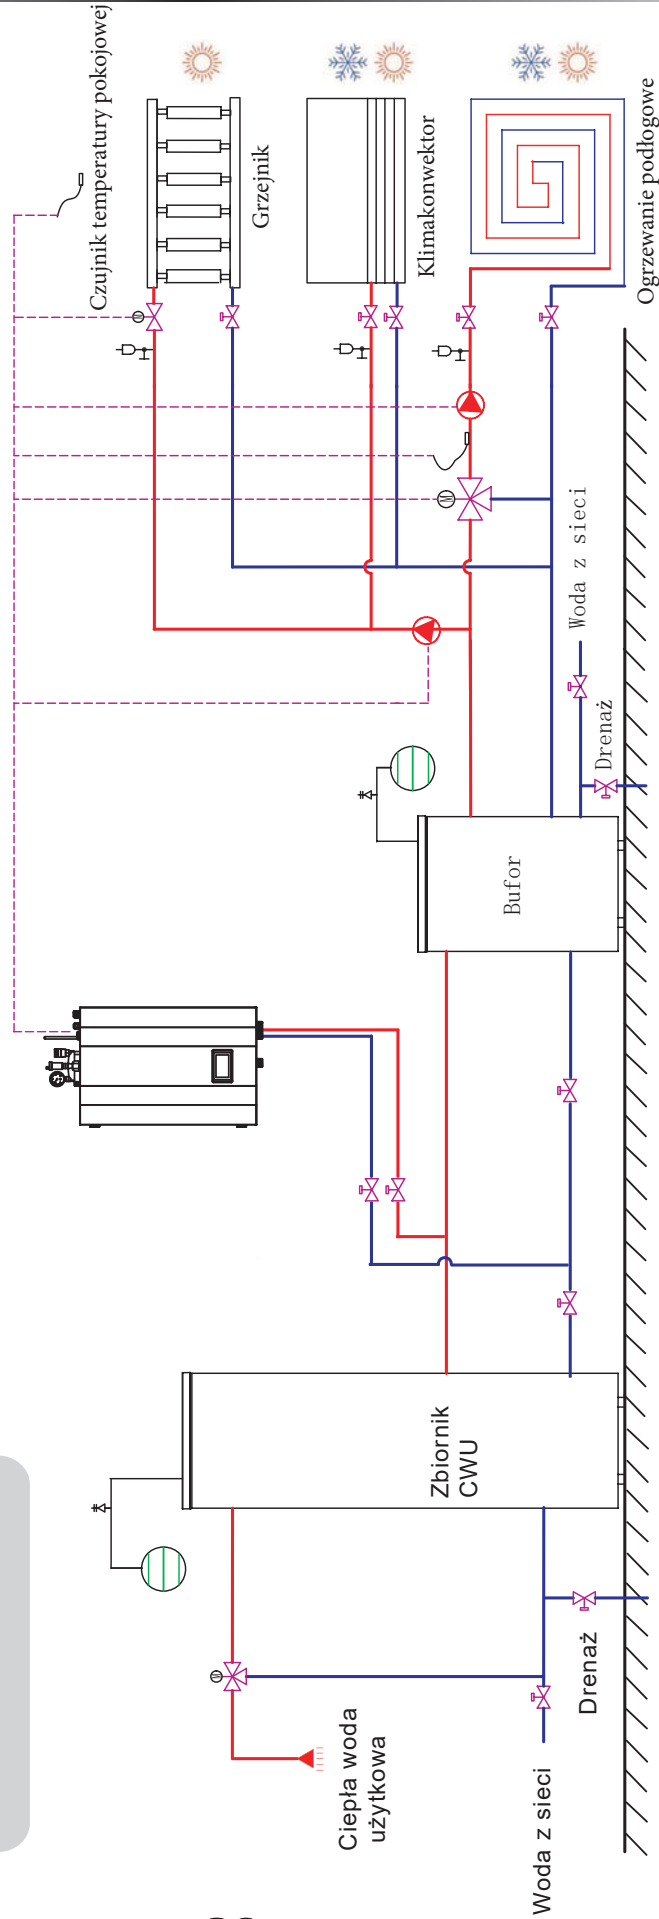 Czujnik temperatury pokojowej
Grzejnik
Klimakonwektor
Ogrzewanie podłogowe
Woda z sieci
Drenaż
Bufor
Zbiornik
CWU
Ciepła woda
użytkowa
Drenaż
Woda z sieci